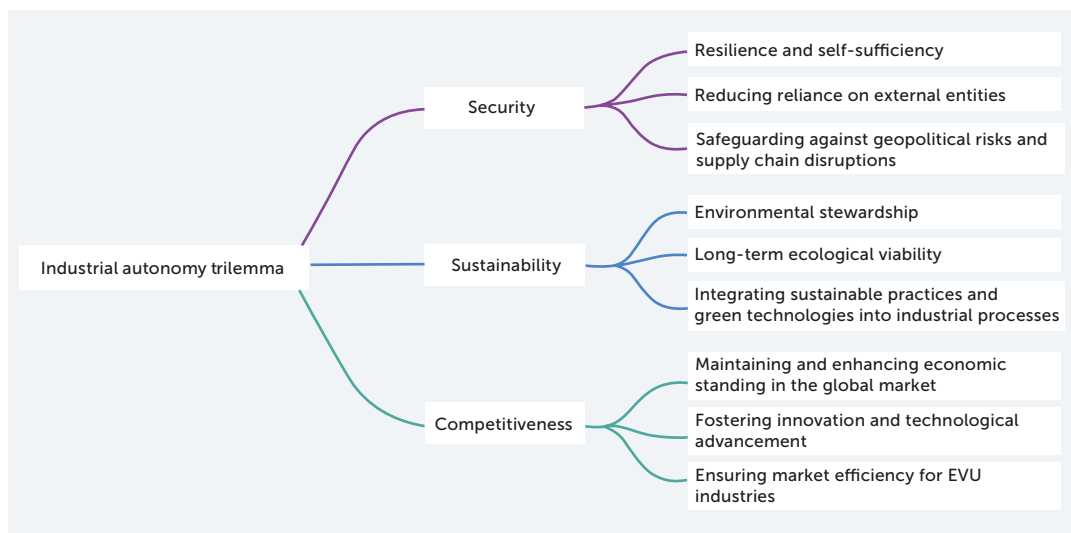 Industrial autonomy trilemma
Security
Resilience and self-sufficiency
Reducing reliance on external entities
Safeguarding against geopolitical risks and
supply chain disruptions
Sustainability
Environmental stewardship
Long-term ecological viability
Integrating sustainable practices and
green technologies into industrial processes
Competitiveness
Maintaining and enhancing economic
standing in the global market
Fostering innovation and technological
advancement
Ensuring market efficiency for EVU
industries